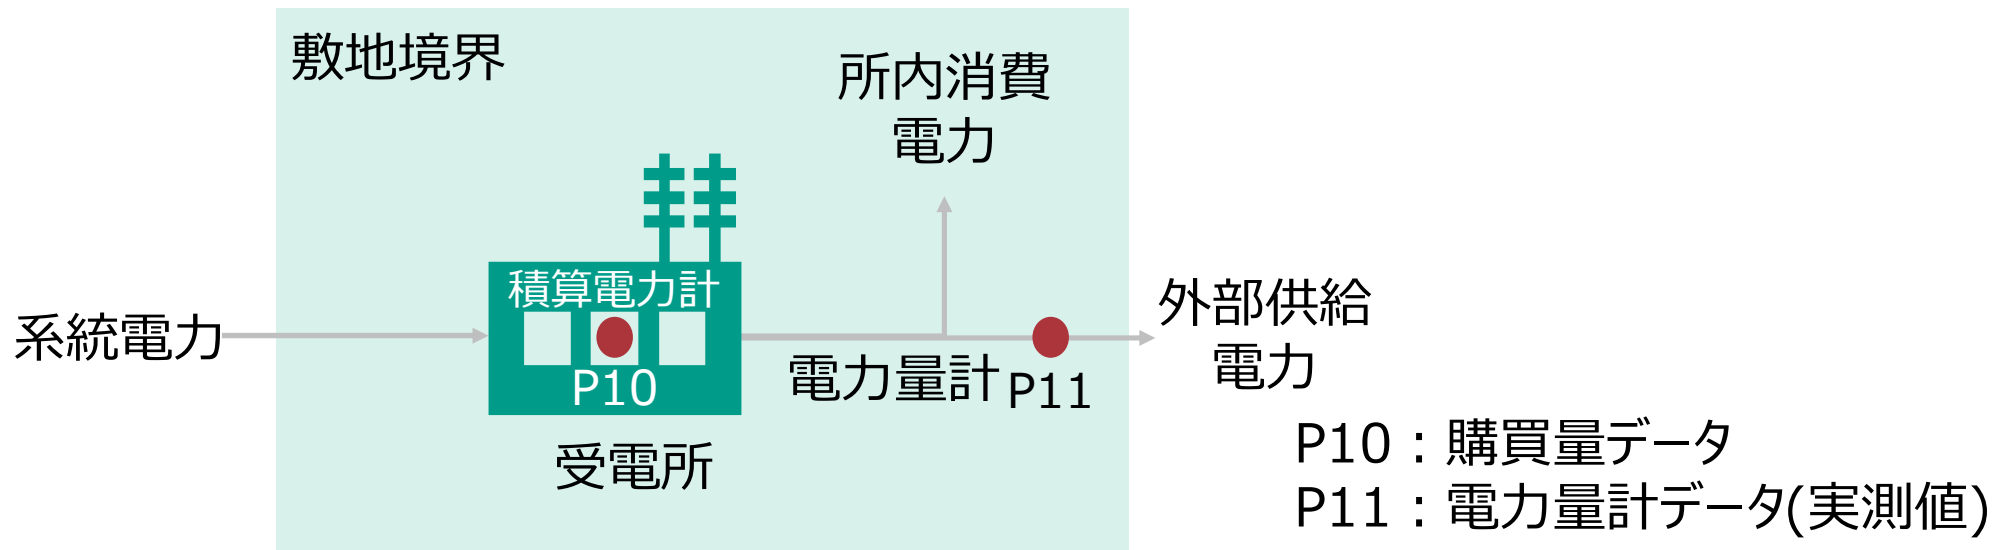 敷地境界
所内消費
電力
積算電力計
系統電力
P10
外部供給
電力
電力量計
P11
受電所
P10：購買量データ
P11：電力量計データ(実測値)